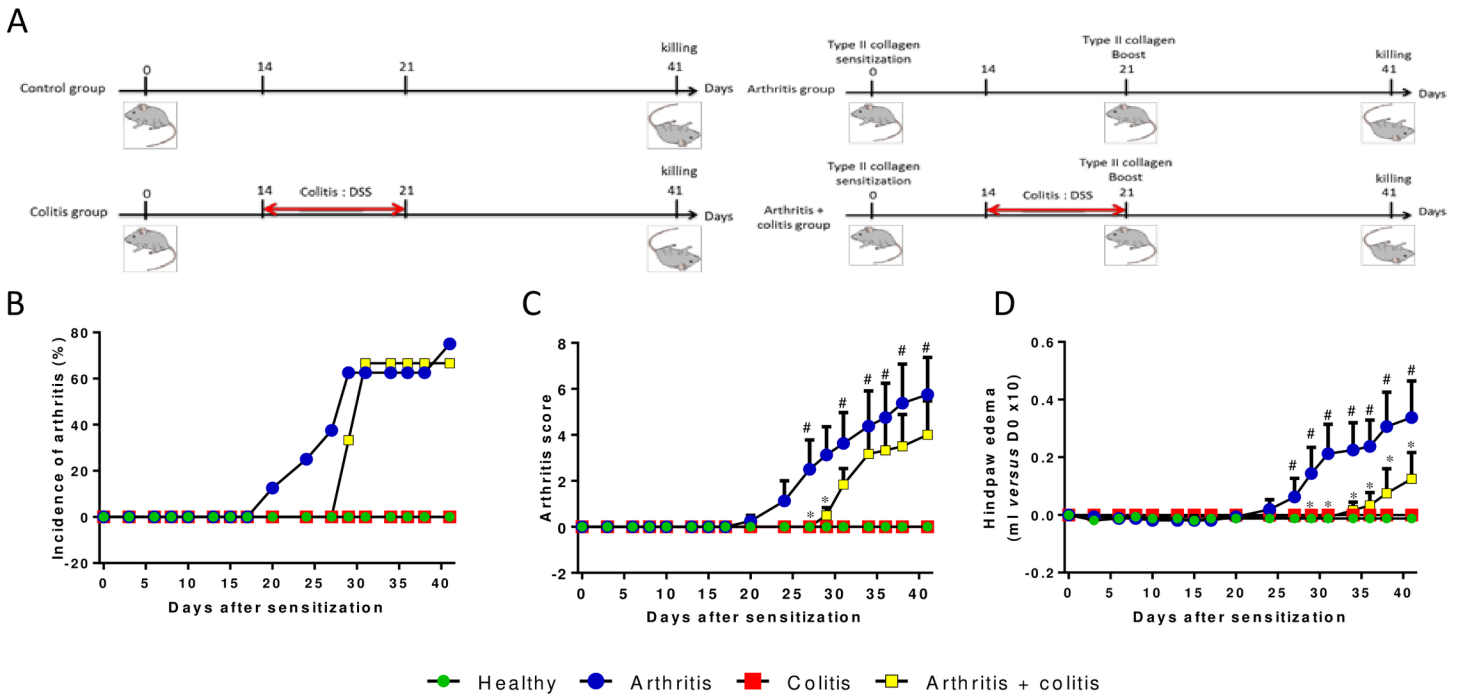 A
Control group
0
14
21
killing
41
Days
Arthritis group
Type II collagen
sensitization
0
14
Type II collagen
Boost
21
killing
41
Days
Colitis group
0
14
Colitis : DSS
21
killing
41
Days
Arthritis +
colitis group
Type II collagen
sensitization
0
14
Colitis : DSS
Type II collagen
Boost
21
killing
41
Days
B
Incidence of arthritis (%)
80
60
40
20
0
-20
0 5 10 15 20 25 30 35 40
Days after sensitization
C
Arthritis score
8
6
4
2
0
-2
# # # # # #
* *
0 5 10 15 20 25 30 35 40
Days after sensitization
D
Hindpaw edema
(ml versus D0 x10)
0.6
0.4
0.2
0.0
-0.2
# # # # # # #
* * * * * *
0 5 10 15 20 25 30 35 40
Days after sensitization
Healthy Arthritis Colitis Arthritis + colitis